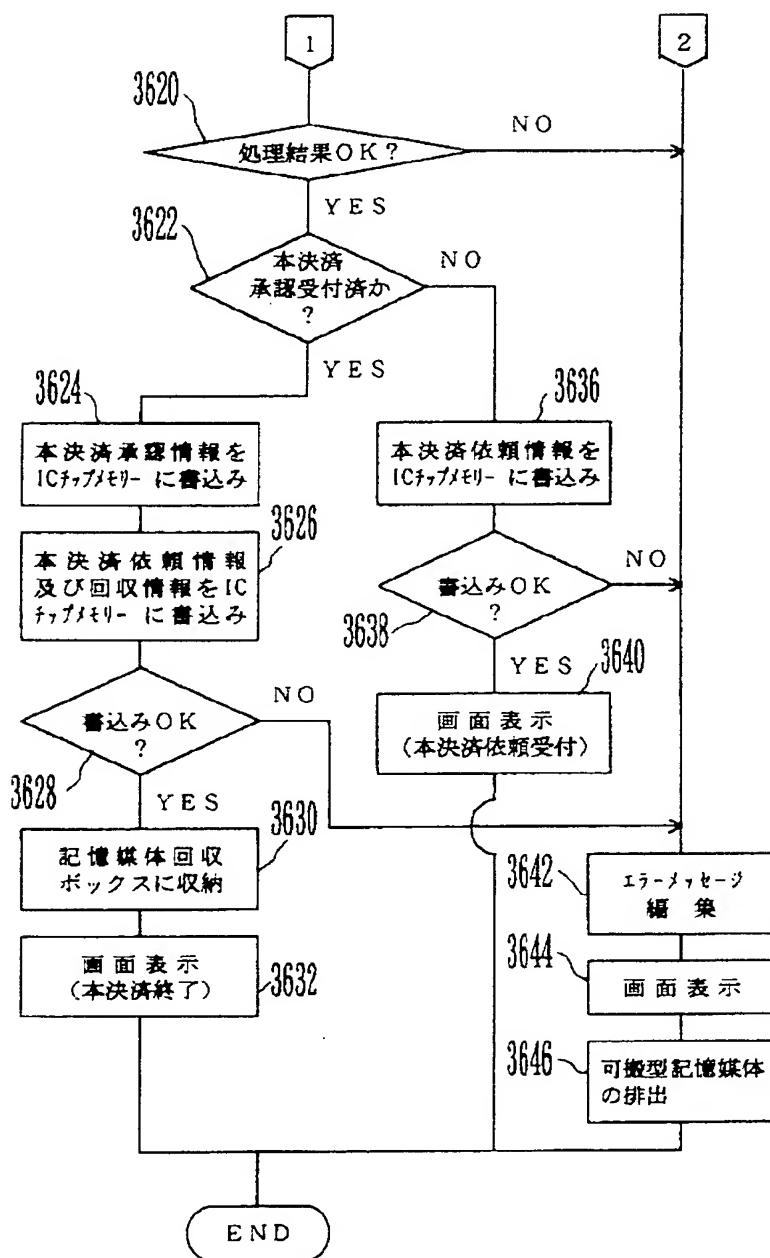 1
2
3620
処理結果OK?
NO
YES
3622
本決済
承認受付済か
?
NO
YES
3624
本決済承認情報を
ICチップメモリーに書込み
3636
本決済依頼情報を
ICチップメモリーに書込み
3626
本決済依頼情報
及び回収情報をIC
チップメモリーに書込み
書込みOK
?
NO
3638
YES
3640
画面表示
(本決済依頼受付)
書込みOK
?
NO
3628
YES
3630
記憶媒体回収
ボックスに収納
3642
エラーメッセージ
編集
画面表示
(本決済終了)
3632
3644
画面表示
3646
可搬型記憶媒体
の排出
END